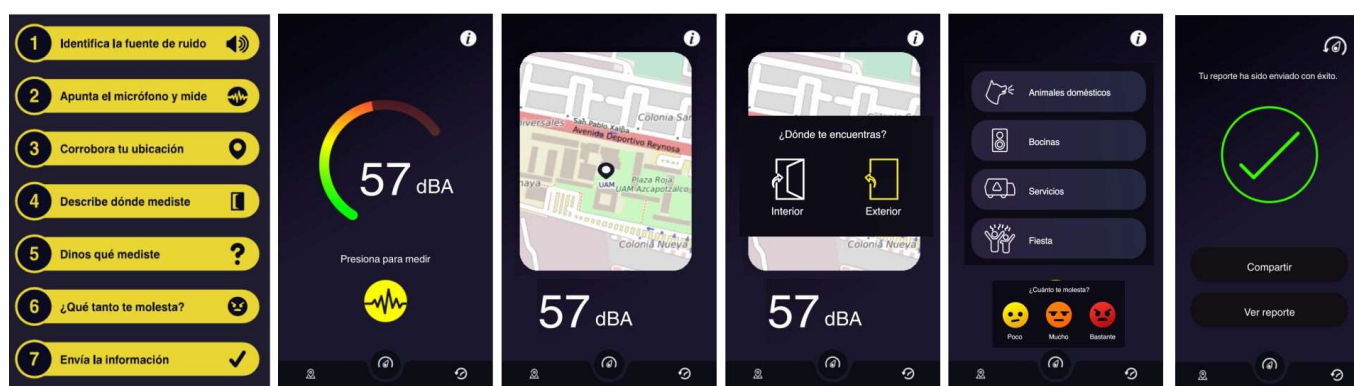 1 Identifica la fuente de ruido
2 Apunta el micrófono y mide
3 Corrobora tu ubicación
4 Describe dónde mediste
5 Dinos qué mediste
?
6 ¿Qué tanto te molesta?
7 Envía la información
i
57 dBA
Presiona para medir
i
Colonia San
iversales
San Pablo Xalpa
Avenida Deportivo Reynosa
naya
UAM
Plaza Roja
UAM Azcapotzalco
Colonia Nueva
57 dBA
i
¿Dónde te encuentras?
Interior
Exterior
Colonia Nueva
57 dBA
i
Animales domésticos
Bocinas
Servicios
Fiesta
¿Cuánto te molesta?
Poco
Mucho
Bastante
Tu reporte ha sido enviado con éxito.
Compartir
Ver reporte